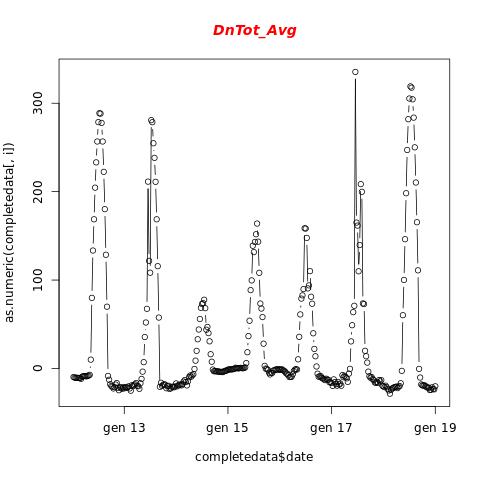 DnTot_Avg
as.numeric(completedata[, i])
300
200
100
0
gen 13 gen 15 gen 17 gen 19
completedata$date